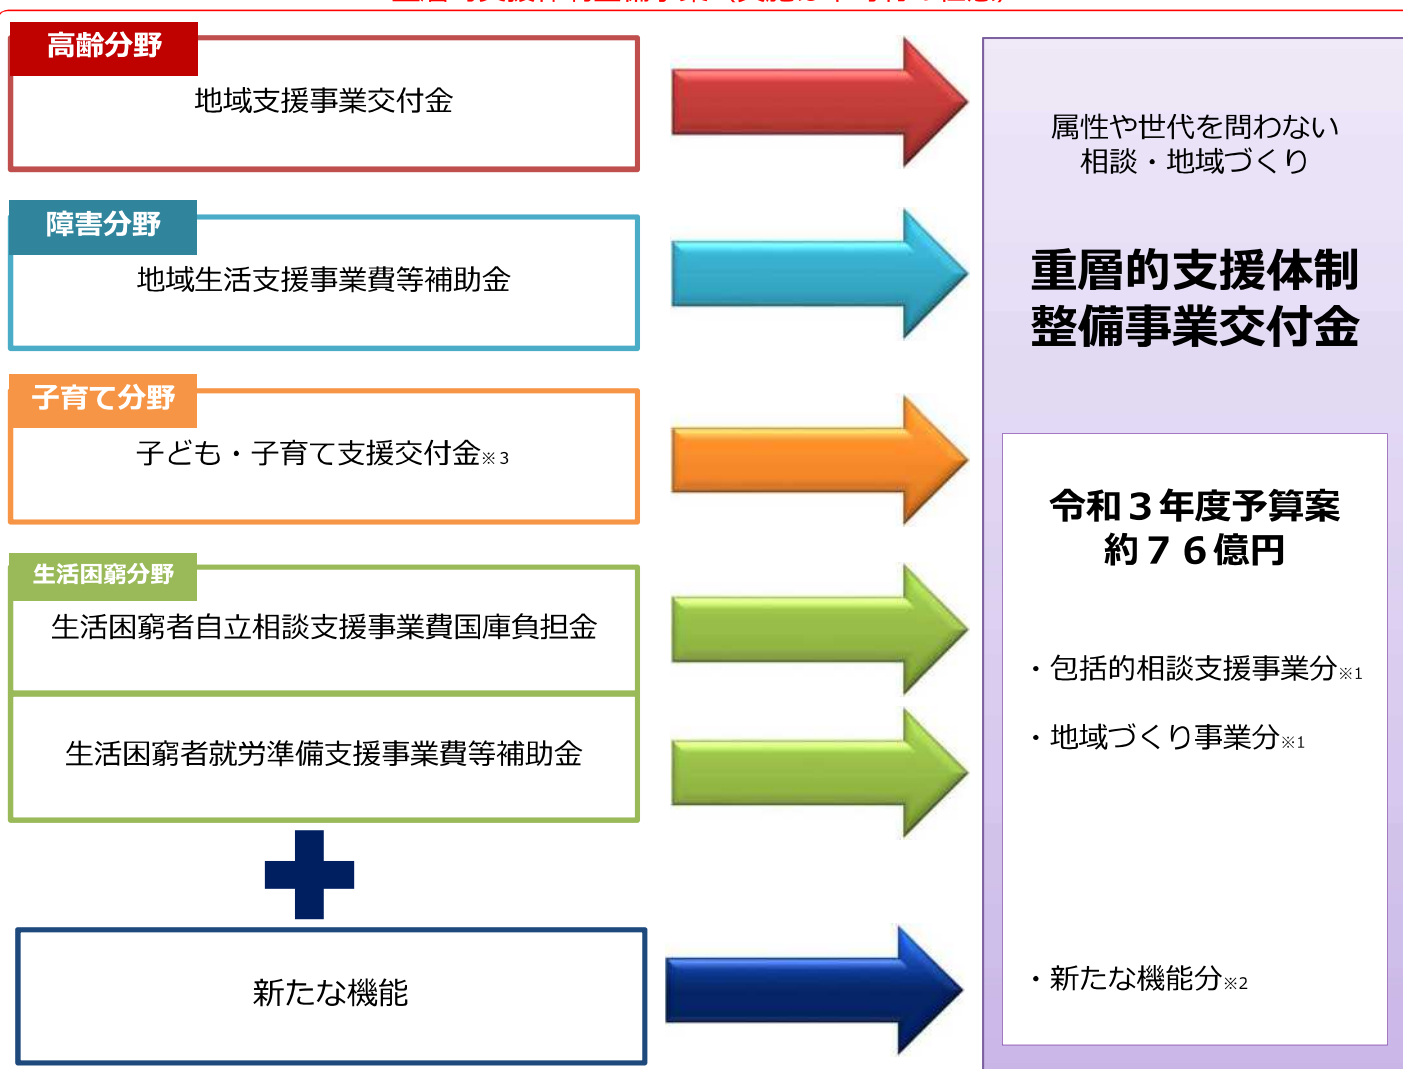 高齢分野
地域支援事業交付金
障害分野
地域生活支援事業費等補助金
子育て分野
子ども・子育て支援交付金※３
生活困窮分野
生活困窮者自立相談支援事業費国庫負担金
生活困窮者就労準備支援事業費等補助金
新たな機能
属性や世代を問わない
相談・地域づくり
重層的支援体制
整備事業交付金
令和３年度予算案
約７６億円
・包括的相談支援事業分※1
・地域づくり事業分※1
・新たな機能分※2